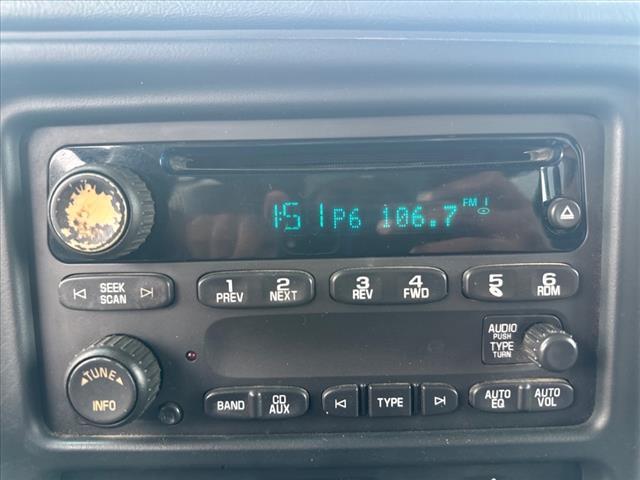 1:51 P6 106.7 FM 1
SEEK SCAN
1 PREV 2 NEXT
3 REV 4 FWD
5 6 RDM
AUDIO
PUSH
TYPE
TURN
TUNE
INFO
BAND CD AUX TYPE AUTO EQ AUTO VOL